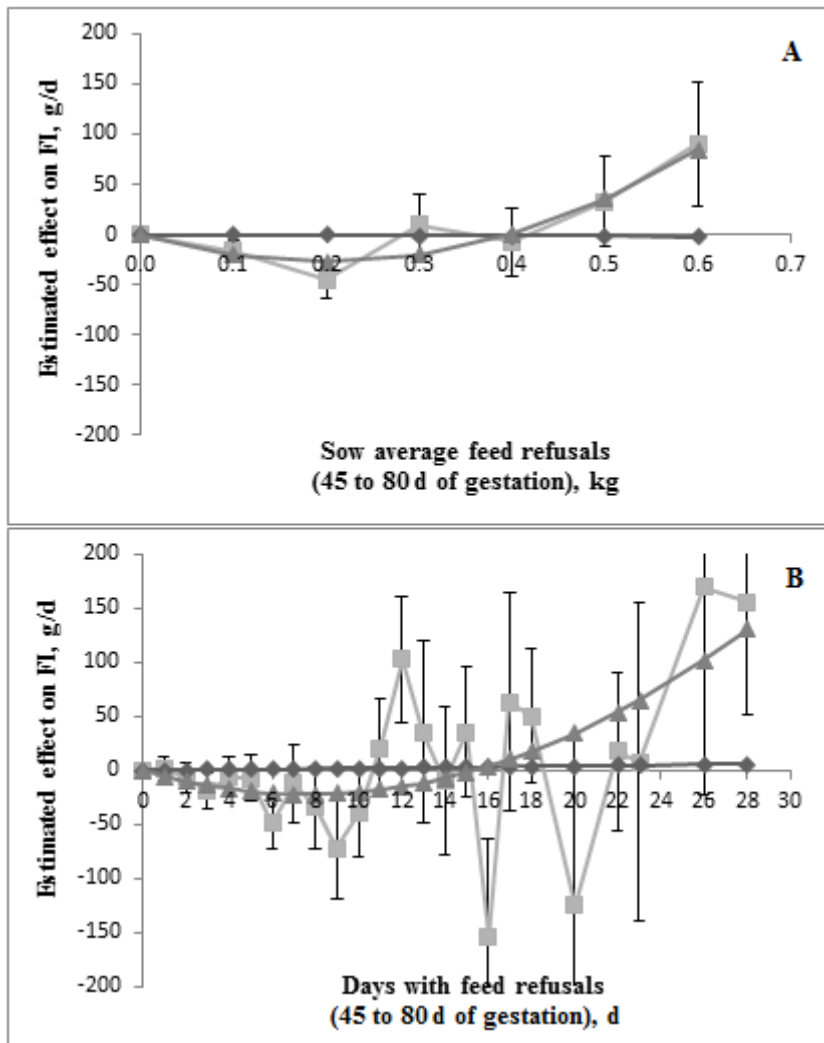 A
Estimated effect on FI, g/d
200
150
100
50
0
-50
-100
-150
-200
0.0 0.1 0.2 0.3 0.4 0.5 0.6 0.7
Sow average feed refusals
(45 to 80 d of gestation), kg
B
Estimated effect on FI, g/d
200
150
100
50
0
-50
-100
-150
-200
0 2 4 6 8 10 12 14 16 18 20 22 24 26 28 30
Days with feed refusals
(45 to 80 d of gestation), d